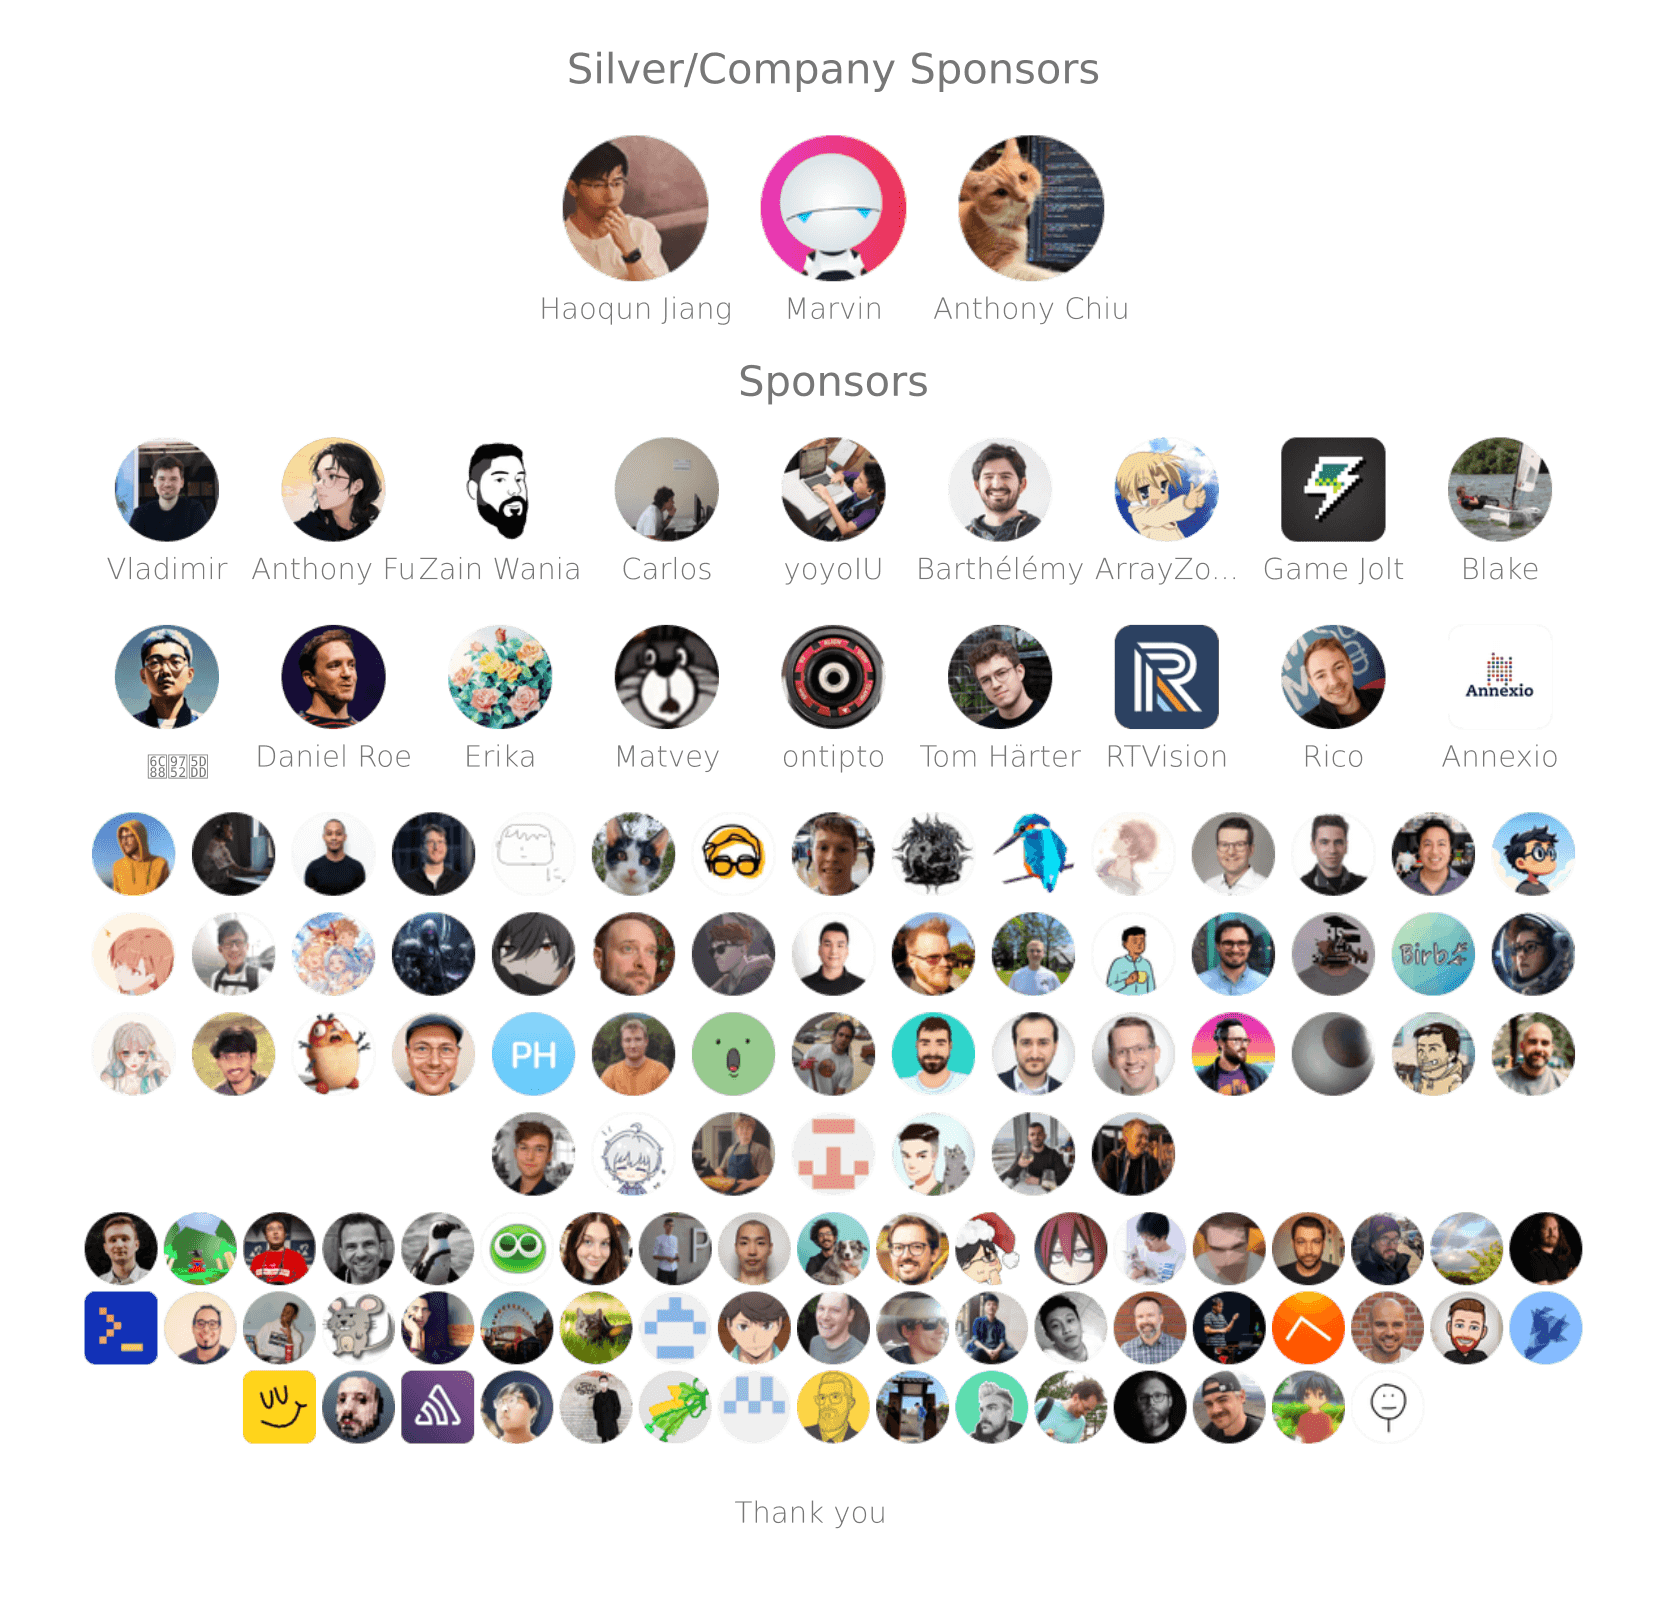 Silver/Company Sponsors
Haoqun Jiang Marvin Anthony Chiu
Sponsors
Vladimir Anthony Fu Zain Wania Carlos yoyoIU Barthélémy ArrayZo... Game Jolt Blake
Annexio
Daniel Roe Erika Matvey ontipto Tom Härter RTVision Rico Annexio
Birb
PH
Thank you